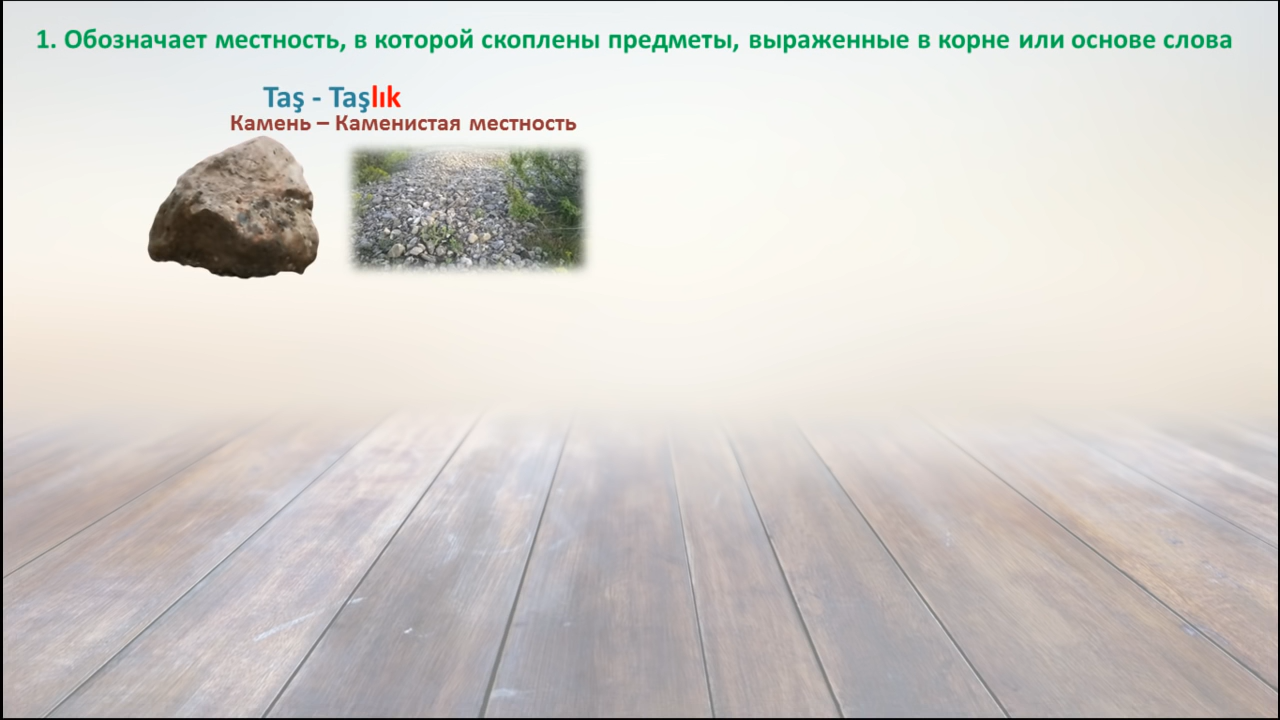 1. Обозначает местность, в которой скоплены предметы, выраженные в корне или основе слова
Taş - Taşlık
Камень – Каменистая местность